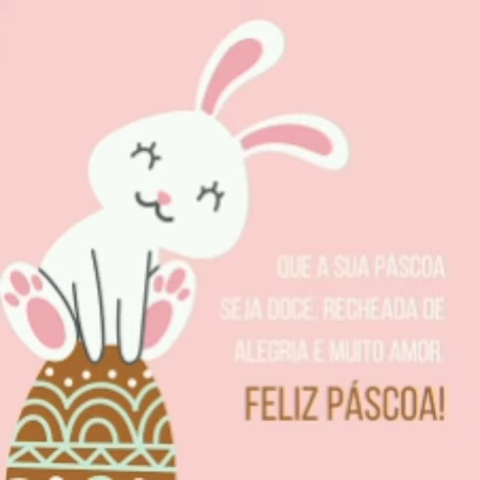 QUE A SUA PÁSCOA
SEJA DOCE, RECHEADA DE
ALEGRIA E MUITO AMOR.
FELIZ PÁSCOA!